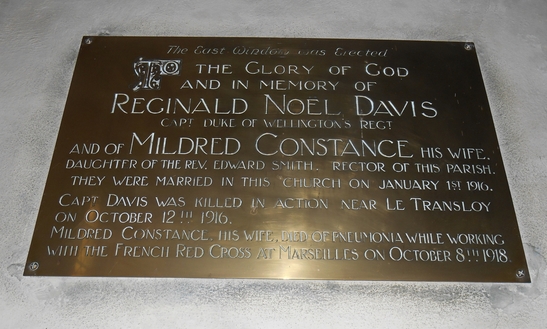 The East Window was Erected
TO THE GLORY OF GOD
AND IN MEMORY OF
REGINALD NOEL DAVIS
CAPT. DUKE OF WELLINGTON'S REGT
AND OF MILDRED CONSTANCE HIS WIFE.
DAUGHTER OF THE REV. EDWARD SMITH. RECTOR OF THIS PARISH.
THEY WERE MARRIED IN THIS CHURCH ON JANUARY 1ST 1916.
CAPT DAVIS WAS KILLED IN ACTION NEAR LE TRANSLOY
ON OCTOBER 12TH 1916.
MILDRED CONSTANCE, HIS WIFE, DIED OF PNEUMONIA WHILE WORKING
WITH THE FRENCH RED CROSS AT MARSEILLES ON OCTOBER 8TH 1918.